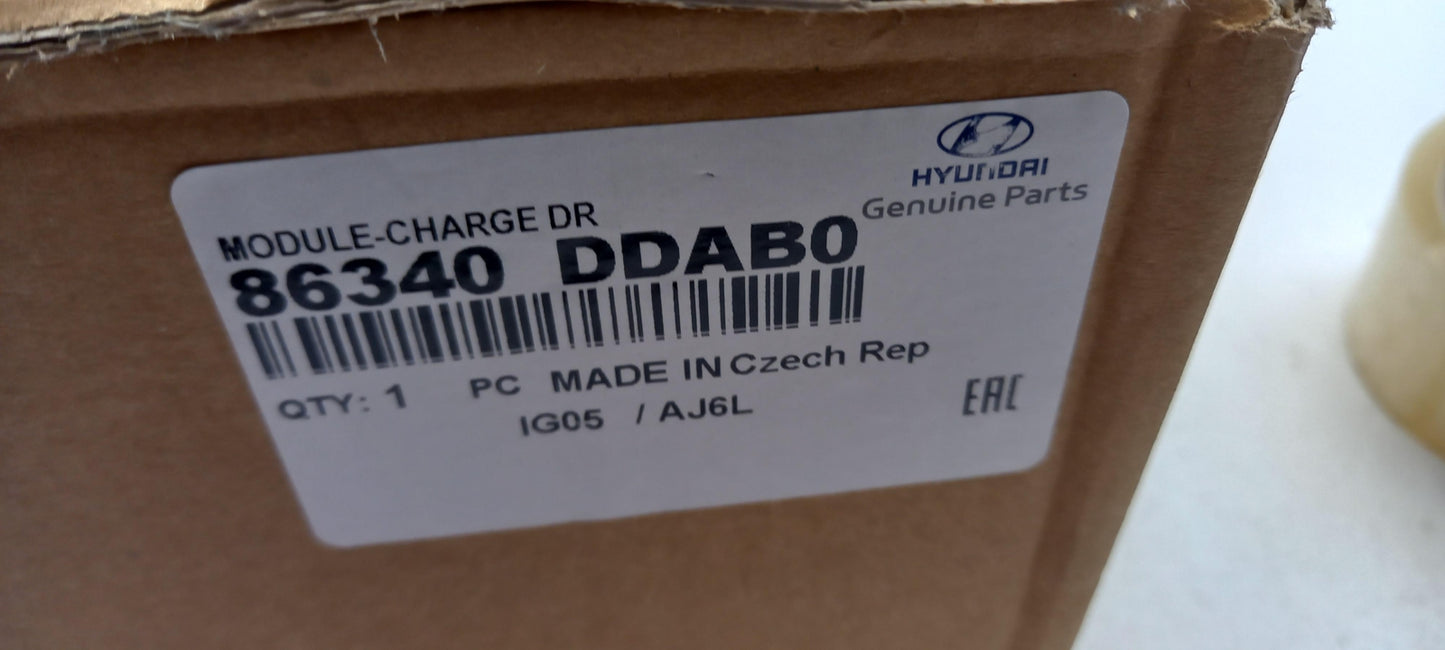 HYUNDAI
Genuine Parts
MODULE-CHARGE DR
86340 DDAB0
QTY: 1 PC MADE IN Czech Rep
IG05 / AJ6L
EAC